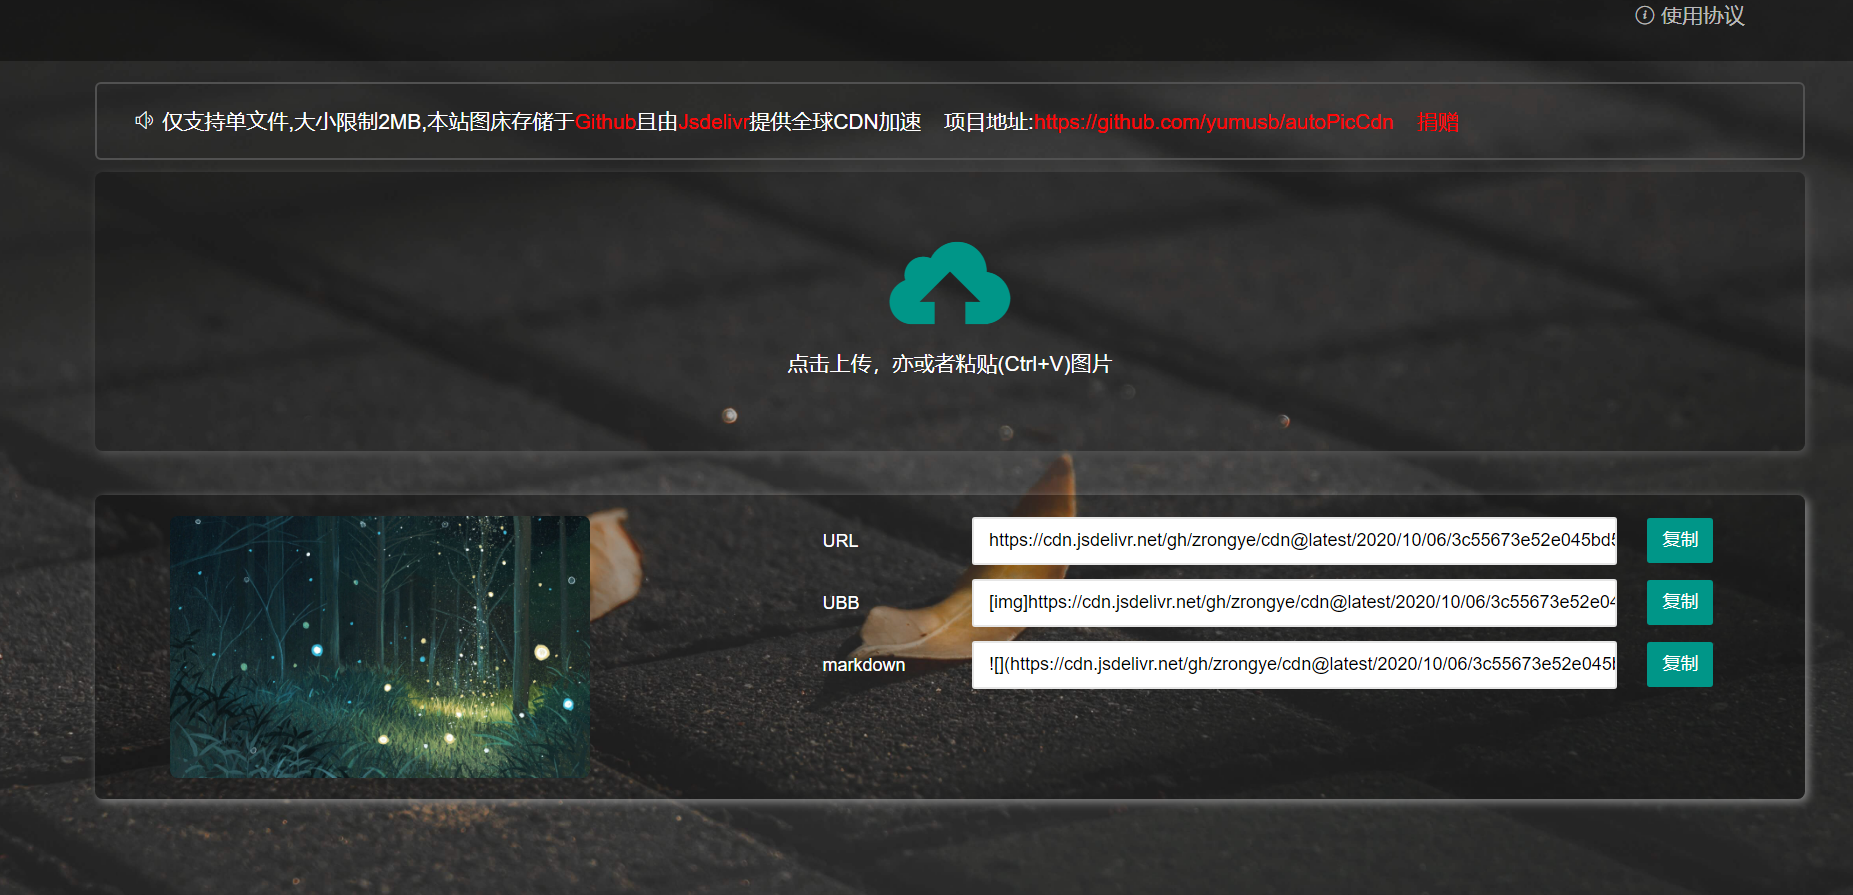 使用协议
仅支持单文件,大小限制2MB,本站图床存储于Github且由Jsdelivr提供全球CDN加速 项目地址:https://github.com/yumusb/autoPicCdn 捐赠
点击上传，亦或者粘贴(Ctrl+V)图片
URL https://cdn.jsdelivr.net/gh/zrongye/cdn@latest/2020/10/06/3c55673e52e045bd5 复制
UBB [img]https://cdn.jsdelivr.net/gh/zrongye/cdn@latest/2020/10/06/3c55673e52e04 复制
markdown ![](https://cdn.jsdelivr.net/gh/zrongye/cdn@latest/2020/10/06/3c55673e52e045 复制